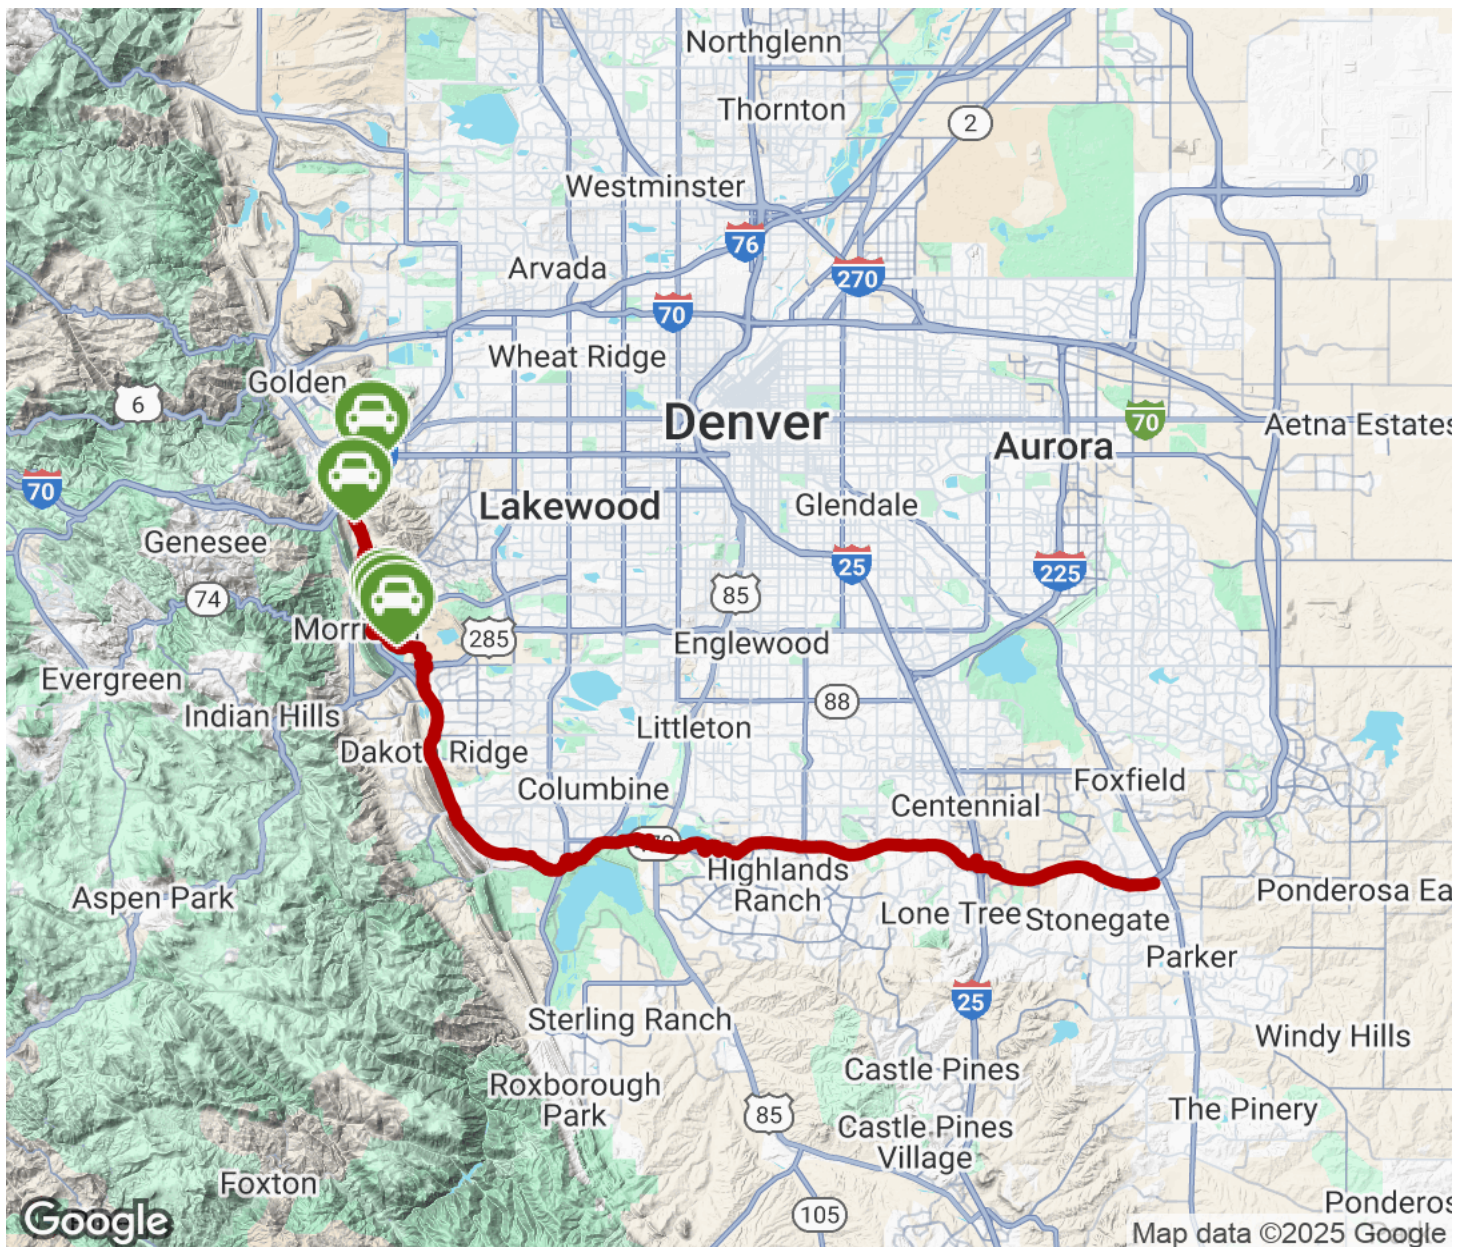 Northglenn
Thornton
2
Westminster
76
Arvada
270
70
Wheat Ridge
Golden
6
Denver
70
Aetna Estates
Aurora
70
Lakewood
Glendale
Genesee
25
225
74
85
Morri
285
Englewood
Evergreen
88
Indian Hills
Littleton
Dakot Ridge
Foxfield
Columbine
Centennial
Highlands
Ranch
Aspen Park
Ponderosa Ea
Lone Tree
Stonegate
Parker
25
Sterling Ranch
Windy Hills
Castle Pines
Roxborough
Park
85
The Pinery
Castle Pines
Village
Foxton
Ponderos
105
Google
Map data ©2025 Google